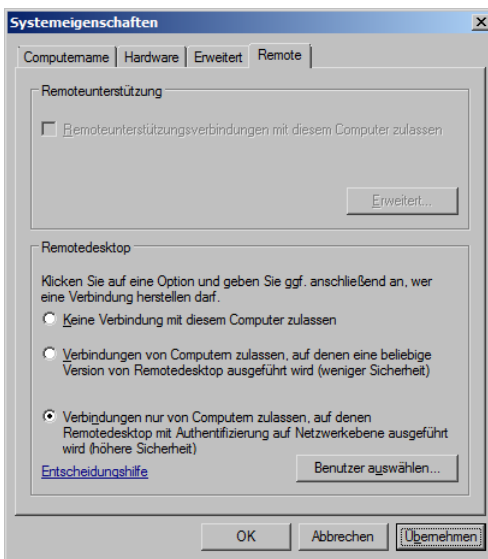 Systemeigenschaften
Computername Hardware Erweitert Remote
Remoteunterstützung
Remoteunterstützungsverbindungen mit diesem Computer zulassen
Erweitert...
Remotedesktop
Klicken Sie auf eine Option und geben Sie ggf. anschließend an, wer
eine Verbindung herstellen darf.
Keine Verbindung mit diesem Computer zulassen
Verbindungen von Computern zulassen, auf denen eine beliebige
Version von Remotedesktop ausgeführt wird (weniger Sicherheit)
Verbindungen nur von Computern zulassen, auf denen
Remotedesktop mit Authentifizierung auf Netzwerkebene ausgeführt
wird (höhere Sicherheit)
Entscheidungshilfe
Benutzer auswählen...
OK Abbrechen Übernehmen